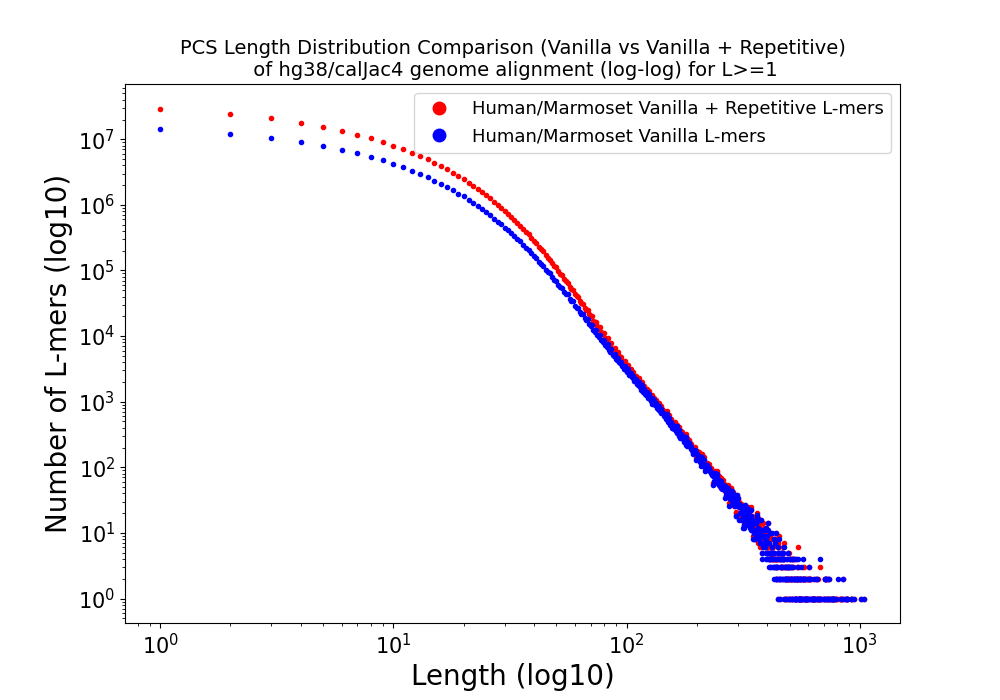 PCS Length Distribution Comparison (Vanilla vs Vanilla + Repetitive)
of hg38/calJac4 genome alignment (log-log) for L>=1
Human/Marmoset Vanilla + Repetitive L-mers
Human/Marmoset Vanilla L-mers
Number of L-mers (log10)
10⁷
10⁶
10⁵
10⁴
10³
10²
10¹
10⁰
10⁰ 10¹ 10² 10³
Length (log10)